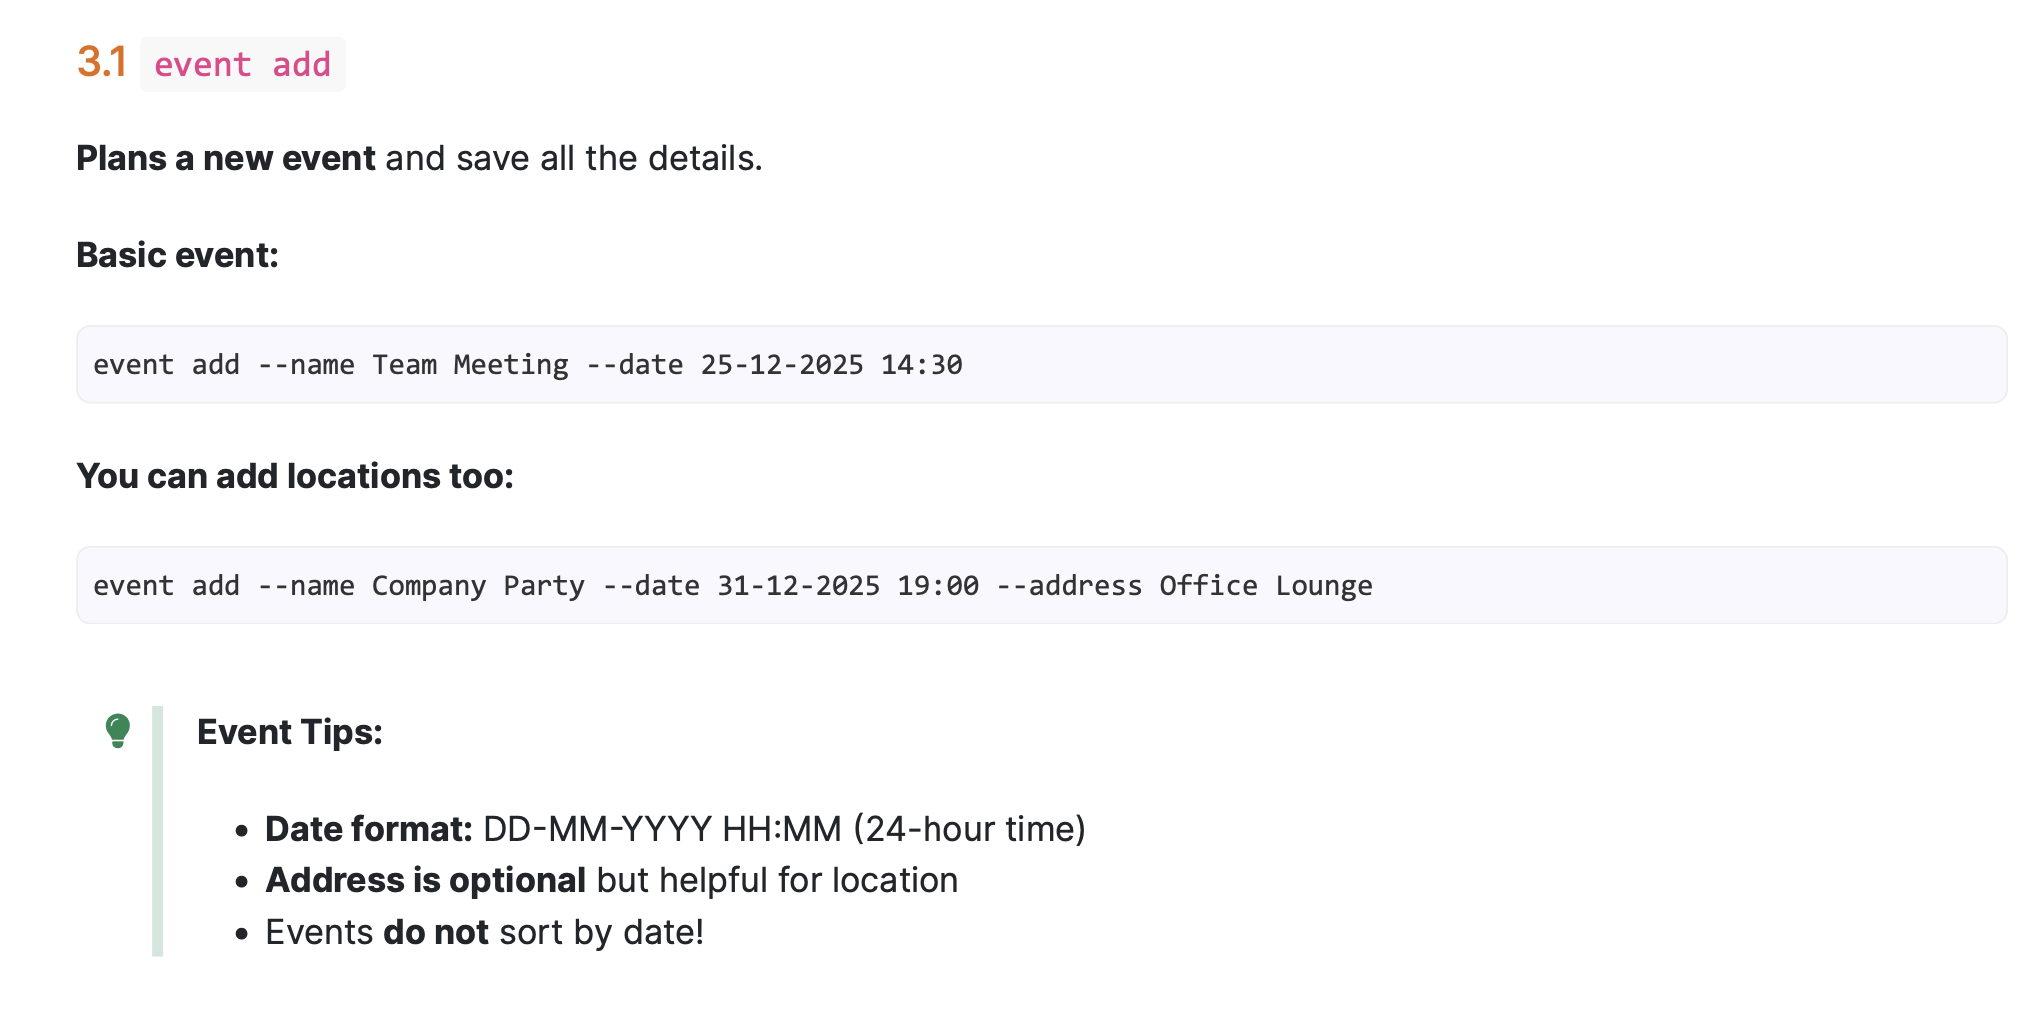 3.1 event add
Plans a new event and save all the details.
Basic event:
event add --name Team Meeting --date 25-12-2025 14:30
You can add locations too:
event add --name Company Party --date 31-12-2025 19:00 --address Office Lounge
Event Tips:
• Date format: DD-MM-YYYY HH:MM (24-hour time)
• Address is optional but helpful for location
• Events do not sort by date!